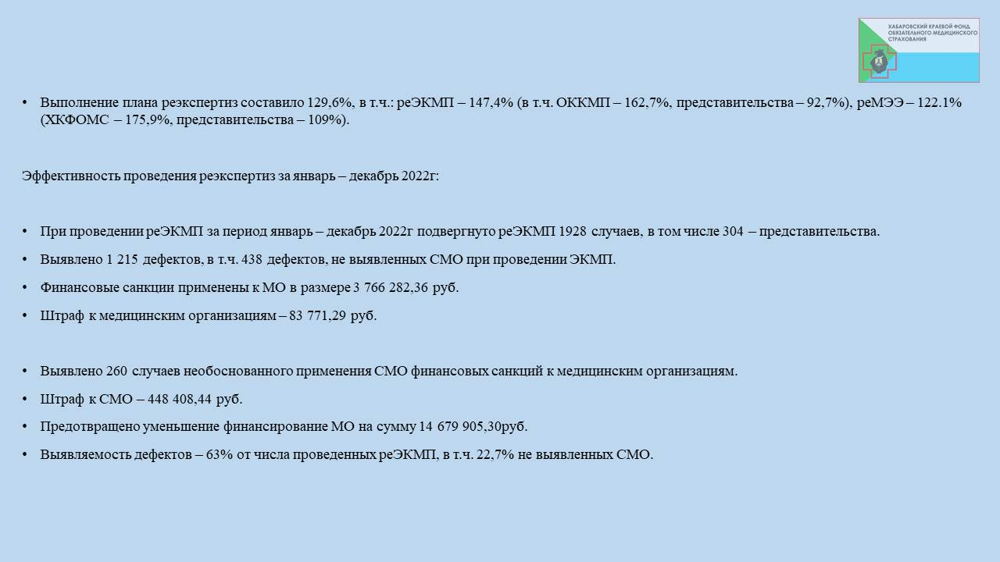 ХАБАРОВСКИЙ КРАЕВОЙ ФОНД
ОБЯЗАТЕЛЬНОГО МЕДИЦИНСКОГО
СТРАХОВАНИЯ
• Выполнение плана реэкспертиз составило 129,6%, в т.ч.: реЭКМП – 147,4% (в т.ч. ОККМП – 162,7%, представительства – 92,7%), реМЭЭ – 122.1%
(ХКФОМС – 175,9%, представительства – 109%).
Эффективность проведения реэкспертиз за январь – декабрь 2022г:
• При проведении реЭКМП за период январь – декабрь 2022г подвергнуто реЭКМП 1928 случаев, в том числе 304 – представительства.
• Выявлено 1 215 дефектов, в т.ч. 438 дефектов, не выявленных СМО при проведении ЭКМП.
• Финансовые санкции применены к МО в размере 3 766 282,36 руб.
• Штраф к медицинским организациям – 83 771,29 руб.
• Выявлено 260 случаев необоснованного применения СМО финансовых санкций к медицинским организациям.
• Штраф к СМО – 448 408,44 руб.
• Предотвращено уменьшение финансирование МО на сумму 14 679 905,30руб.
• Выявляемость дефектов – 63% от числа проведенных реЭКМП, в т.ч. 22,7% не выявленных СМО.